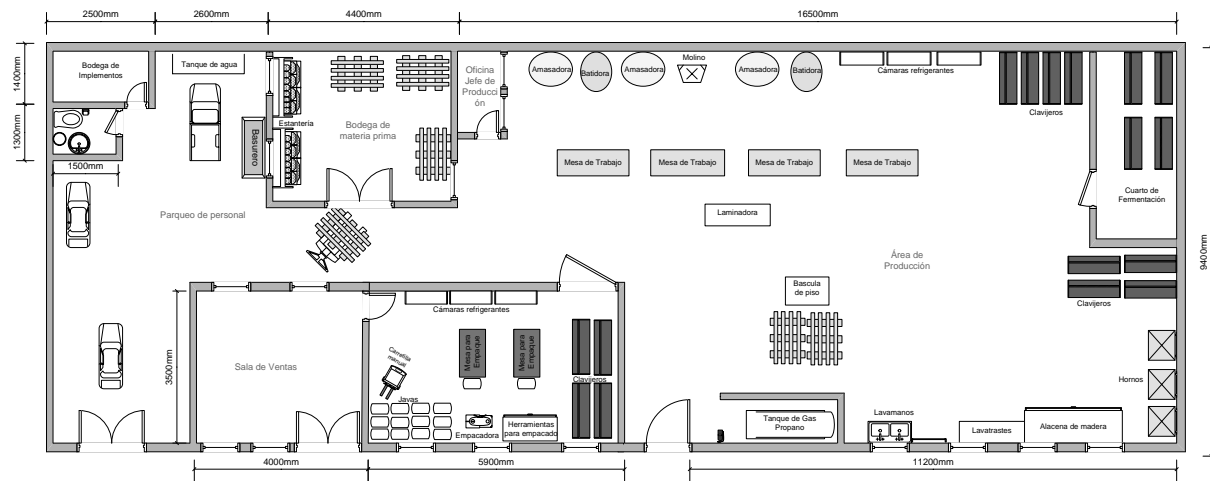 2500mm
2600mm
4400mm
16500mm
1400mm
1300mm
1500mm
3500mm
9400mm
Bodega de
Implementos
Tanque de agua
Basurero
Estantería
Bodega de
materia prima
Oficina
Jefe de
Producci
ón
Amasadora
Batidora
Amasadora
Molino
Amasadora
Batidora
Cámaras refrigerantes
Clavijeros
Cuarto de
Fermentación
Mesa de Trabajo
Mesa de Trabajo
Mesa de Trabajo
Mesa de Trabajo
Laminadora
Parqueo de personal
Área de
Producción
Bascula
de piso
Clavijeros
Hornos
Sala de Ventas
Cámaras refrigerantes
Mesa para
Empaque
Mesa para
Empaque
Carretilla
manual
Clavijeros
Javas
Empacadora
Herramientas
para empacado
Tanque de Gas
Propano
Lavamanos
Lavatrastes
Alacena de madera
4000mm
5900mm
11200mm